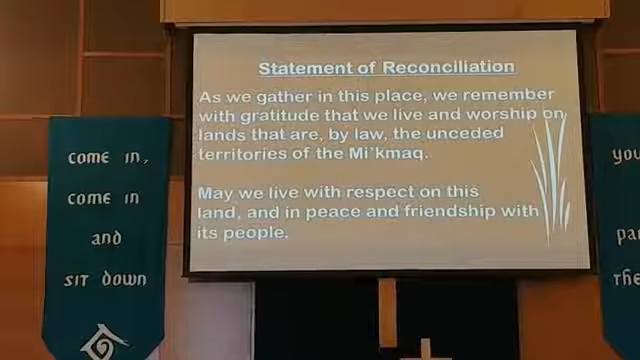 Statement of Reconciliation
As we gather in this place, we remember
with gratitude that we live and worship on
lands that are, by law, the unceded
territories of the Mi'kmaq.
May we live with respect on this
land, and in peace and friendship with
its people.
COME IN,
COME IN
and
SIT DOWN
you